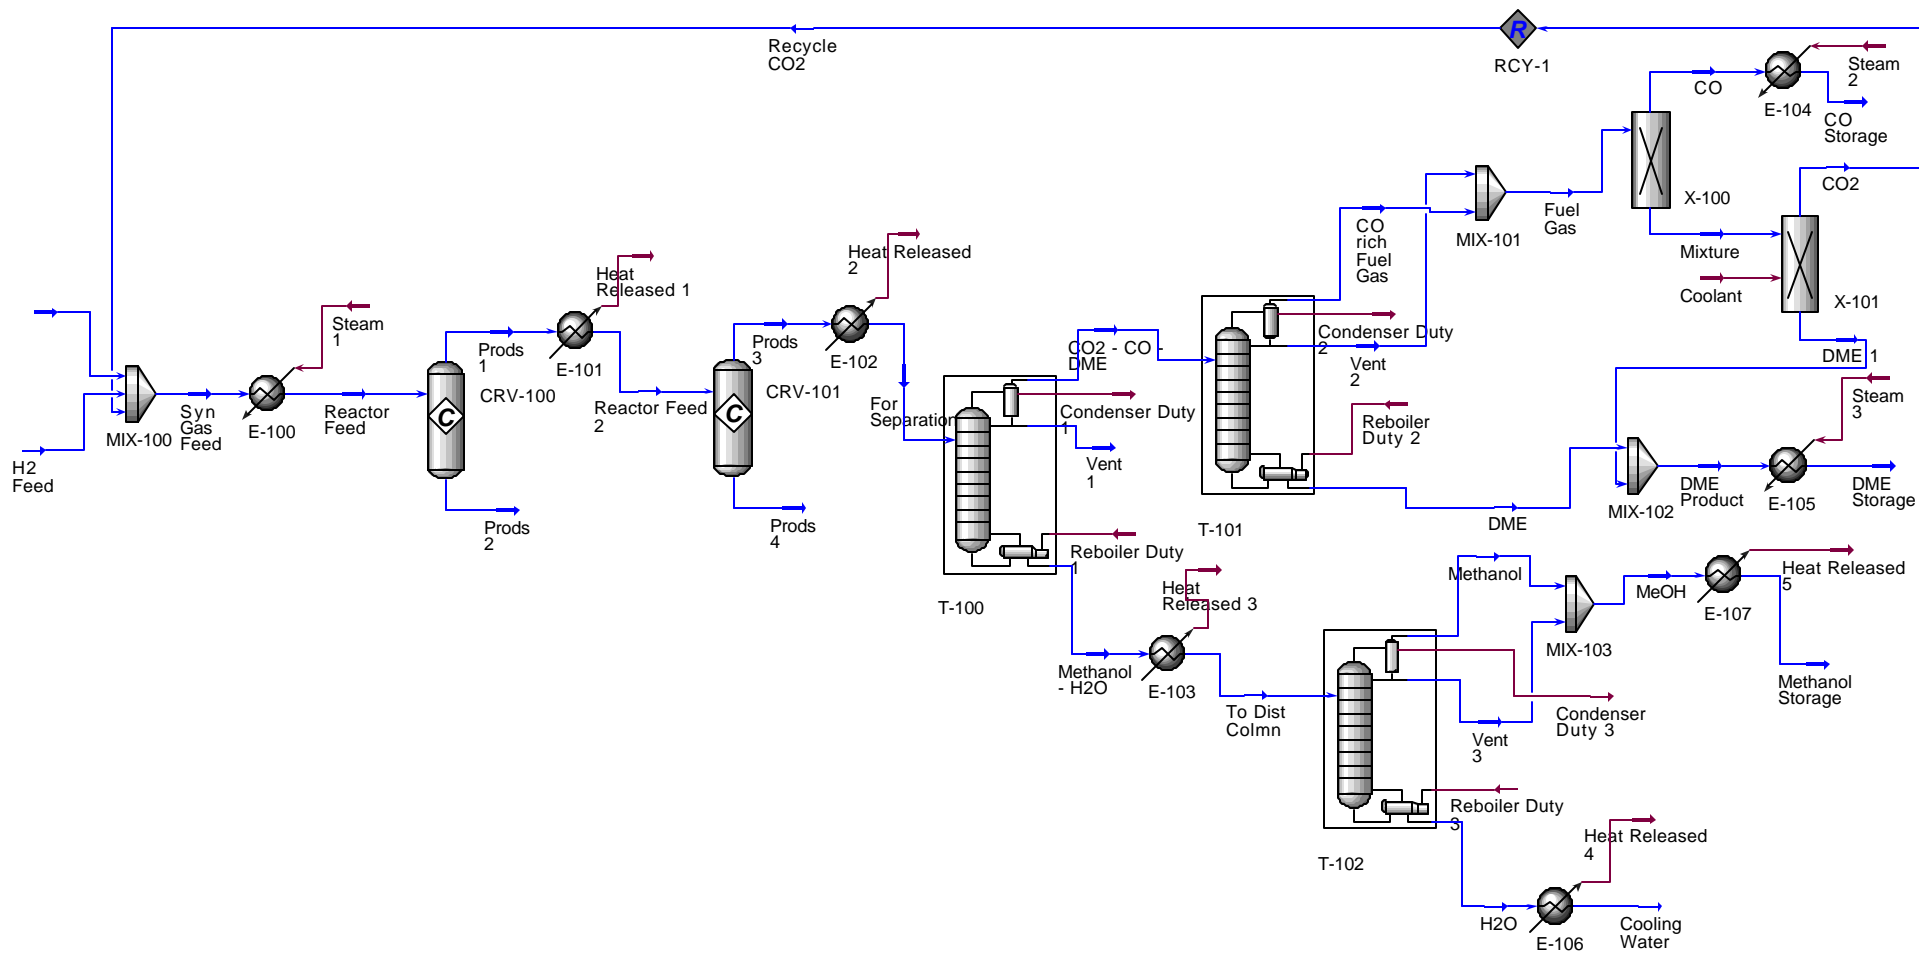 Recycle
CO2
R
RCY-1
Steam
2
CO
E-104
CO
Storage
CO2
X-100
Fuel
Gas
MIX-101
CO
rich
Fuel
Gas
Mixture
Coolant
X-101
Heat Released
2
Heat
Released 1
Steam
1
Prods
1
E-101
Prods
3
E-102
CO2 - CO -
DME
Condenser Duty
2
Vent
2
DME 1
Steam
3
CRV-100
C
CRV-101
C
Reactor Feed
2
For
Separation
Condenser Duty
1
Reboiler
Duty 2
MIX-100
Syn
Gas
Feed
E-100
Reactor
Feed
H2
Feed
Vent
1
DME
Product
E-105
DME
Storage
MIX-102
Prods
2
Prods
4
T-101
DME
Reboiler Duty
1
T-100
Heat
Released 3
Methanol
MeOH
Heat Released
5
E-107
MIX-103
Methanol
- H2O
E-103
To Dist
Colmn
Methanol
Storage
Condenser
Duty 3
Vent
3
Reboiler Duty
3
Heat Released
4
T-102
H2O
E-106
Cooling
Water